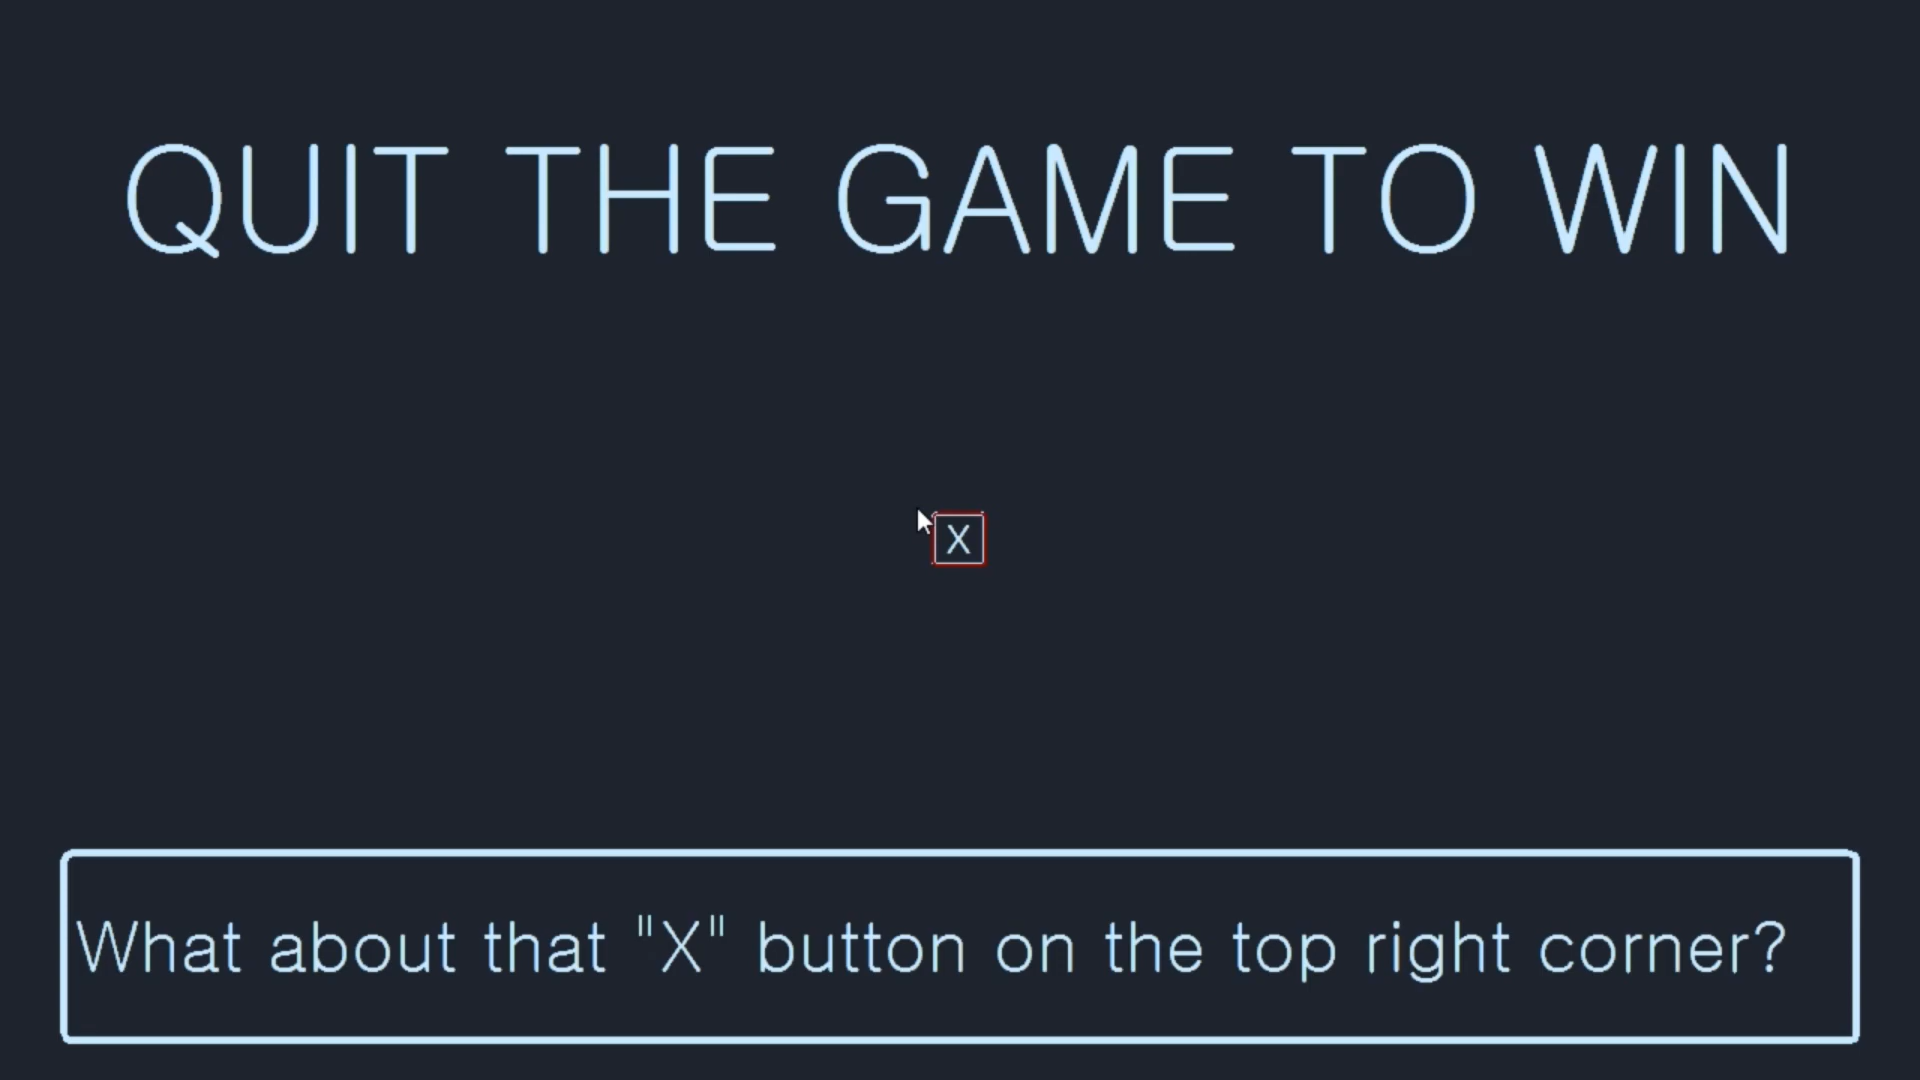 QUIT THE GAME TO WIN
X
What about that "X" button on the top right corner?